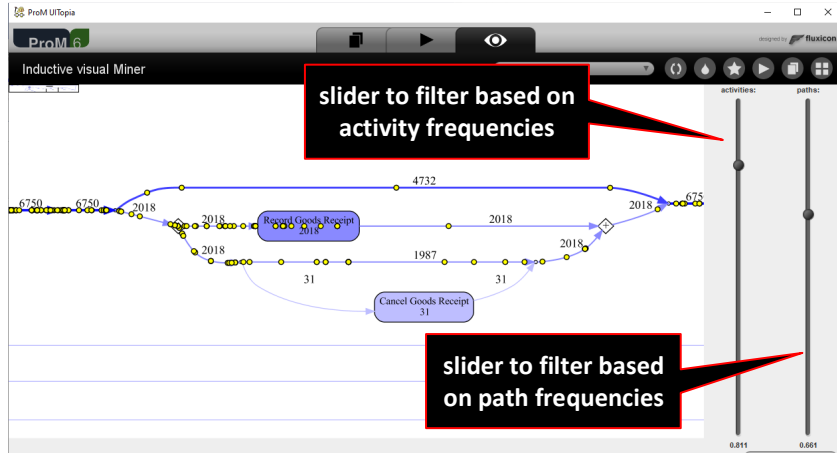 ProM UITopia
ProM 6
designed by fluxicon
Inductive visual Miner
slider to filter based on
activity frequencies
activities:
paths:
4732
6750
6750
675
2018
2018
2018
Record Goods Receipt
2018
2018
2018
1987
2018
31
31
Cancel Goods Receipt
31
slider to filter based
on path frequencies
0.811
0.661